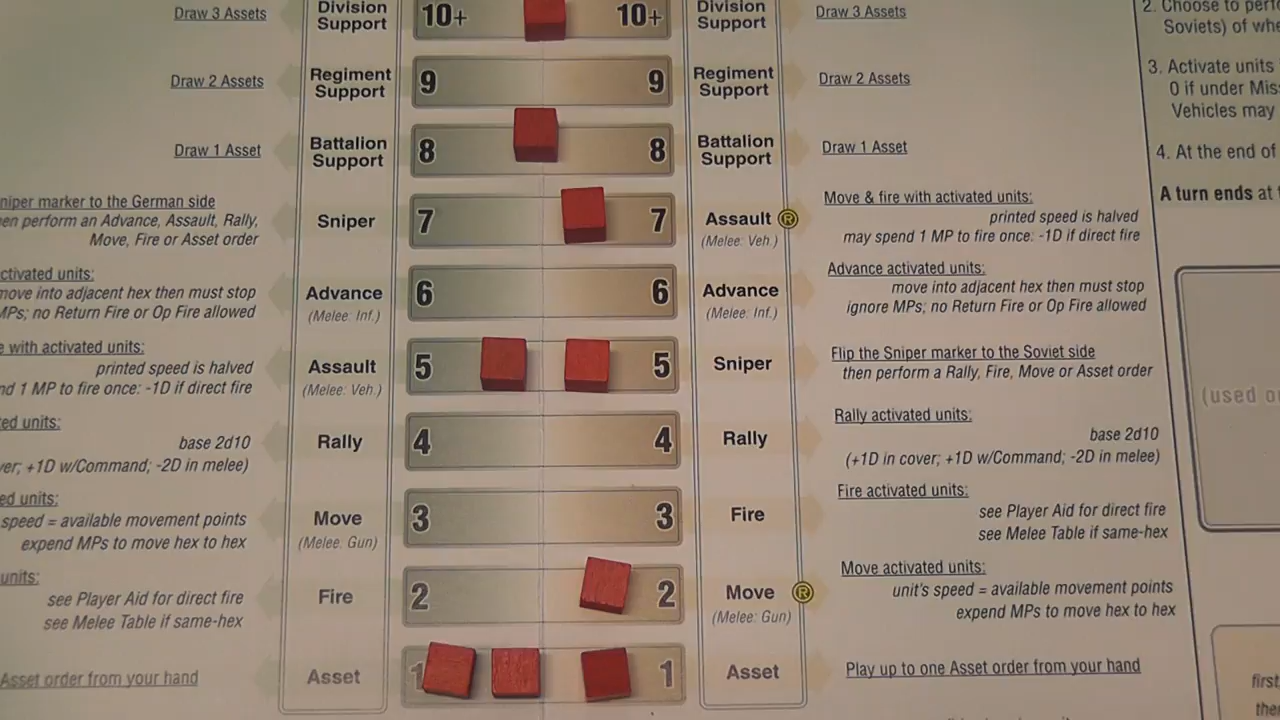 Draw 3 Assets
Division
Support
10+
10+
Division
Support
Draw 3 Assets
Draw 2 Assets
Regiment
Support
9
9
Regiment
Support
Draw 2 Assets
Draw 1 Asset
Battalion
Support
8
8
Battalion
Support
Draw 1 Asset
niper marker to the German side
en perform an Advance, Assault, Rally,
Move, Fire or Asset order
Sniper
7
7
Assault ®
(Melee: Veh.)
Move & fire with activated units:
printed speed is halved
may spend 1 MP to fire once: -1D if direct fire
ctivated units:
move into adjacent hex then must stop
MPs; no Return Fire or Op Fire allowed
Advance
(Melee: Inf.)
6
6
Advance
(Melee: Inf.)
Advance activated units:
move into adjacent hex then must stop
ignore MPs; no Return Fire or Op Fire allowed
e with activated units:
printed speed is halved
nd 1 MP to fire once: -1D if direct fire
Assault
(Melee: Veh.)
5
5
Sniper
Flip the Sniper marker to the Soviet side
then perform a Rally, Fire, Move or Asset order
ted units:
base 2d10
ver; +1D w/Command; -2D in melee)
Rally
4
4
Rally
Rally activated units:
base 2d10
(+1D in cover; +1D w/Command; -2D in melee)
ed units:
speed = available movement points
expend MPs to move hex to hex
Move
(Melee: Gun)
3
3
Fire
Fire activated units:
see Player Aid for direct fire
see Melee Table if same-hex
units:
see Player Aid for direct fire
see Melee Table if same-hex
Fire
2
2
Move ®
(Melee: Gun)
Move activated units:
unit's speed = available movement points
expend MPs to move hex to hex
Asset order from your hand
Asset
1
1
Asset
Play up to one Asset order from your hand
2. Choose to perf
Soviets) of whe
3. Activate units
0 if under Mis
Vehicles may
4. At the end of
A turn ends at
(used o
first,
the